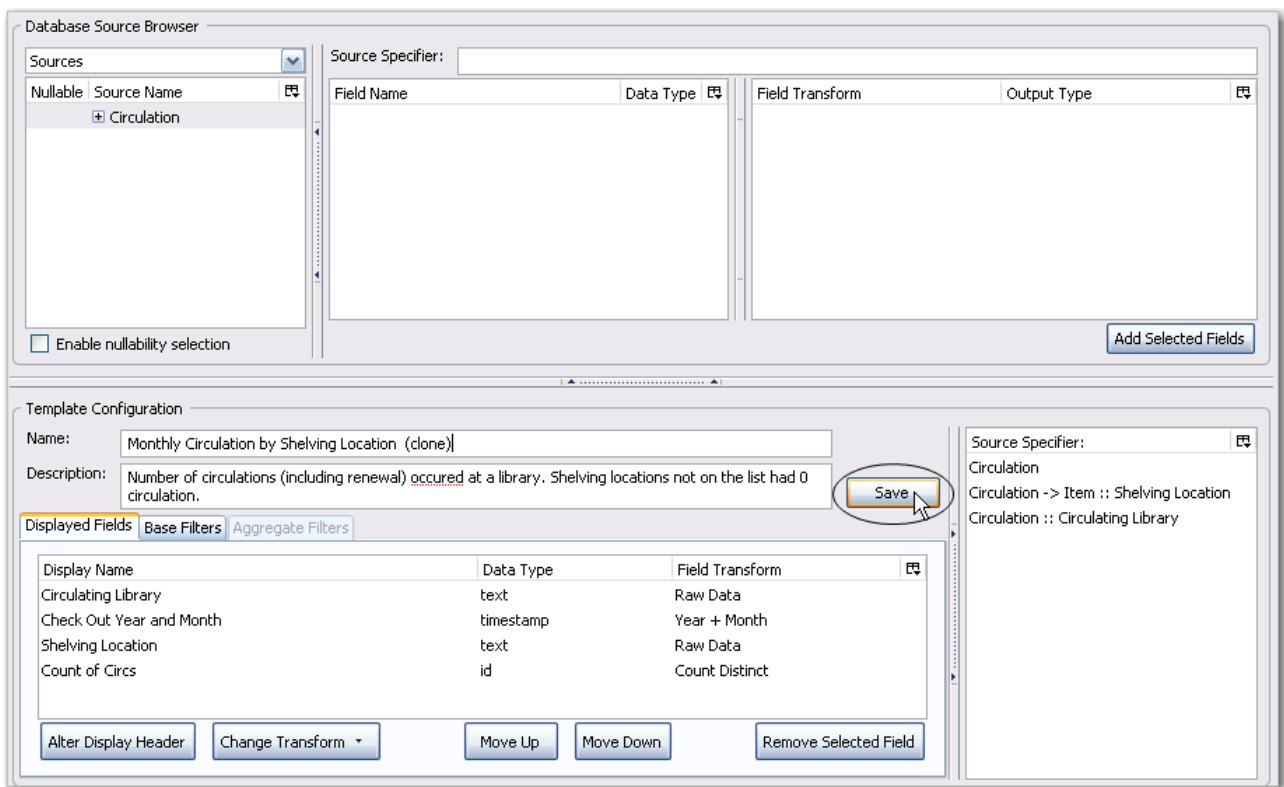 Database Source Browser
Sources
Source Specifier:
Nullable Source Name
Circulation
Field Name Data Type
Field Transform Output Type
Enable nullability selection
Add Selected Fields
Template Configuration
Name: Monthly Circulation by Shelving Location (clone)
Description: Number of circulations (including renewal) occured at a library. Shelving locations not on the list had 0
circulation.
Save
Displayed Fields Base Filters Aggregate Filters
Display Name Data Type Field Transform
Circulating Library text Raw Data
Check Out Year and Month timestamp Year + Month
Shelving Location text Raw Data
Count of Circs id Count Distinct
Alter Display Header Change Transform Move Up Move Down Remove Selected Field
Source Specifier:
Circulation
Circulation -> Item :: Shelving Location
Circulation :: Circulating Library